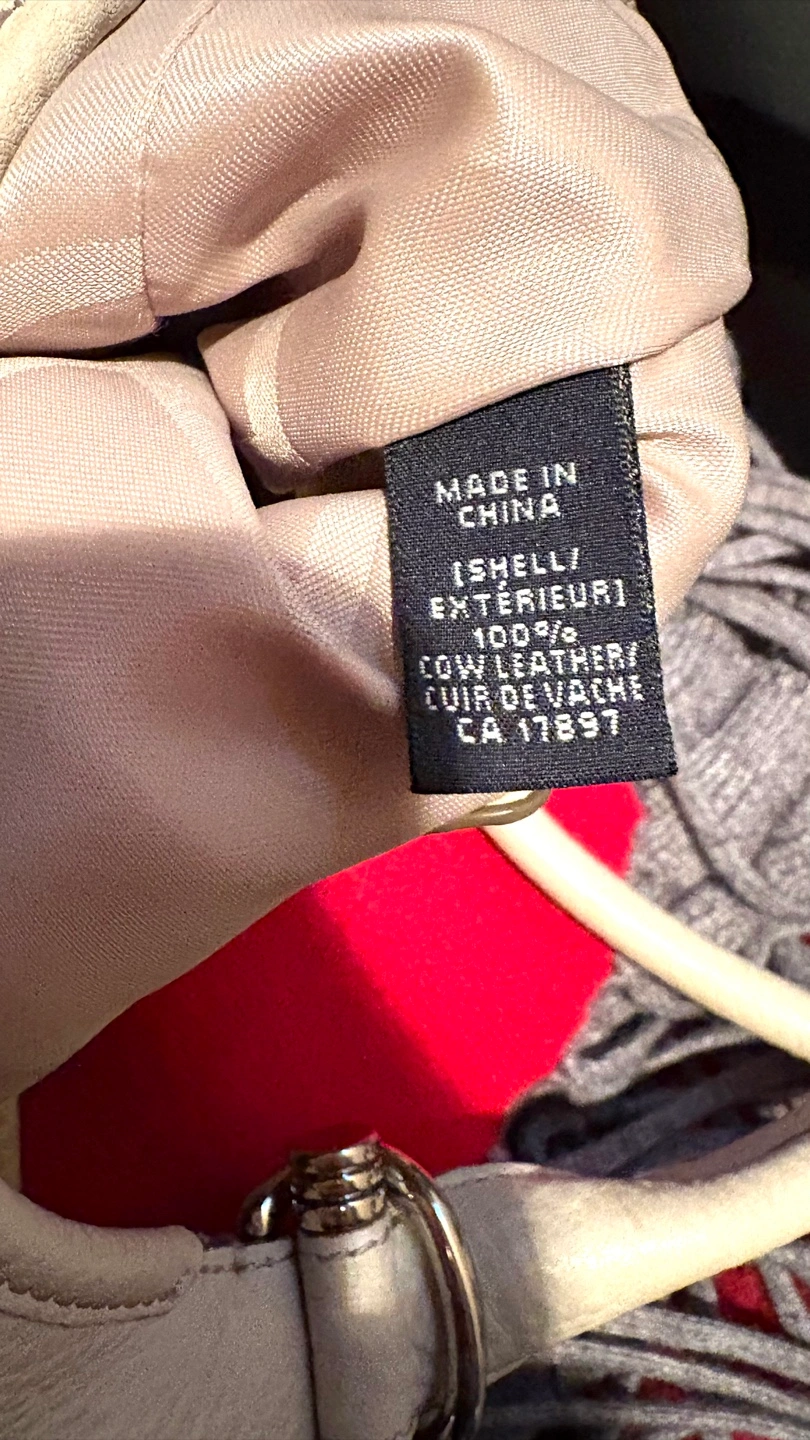 MADE IN
CHINA
[SHELL/
EXTÉRIEUR]
100%
COW LEATHER/
CUIR DE VACHE
CA 17897